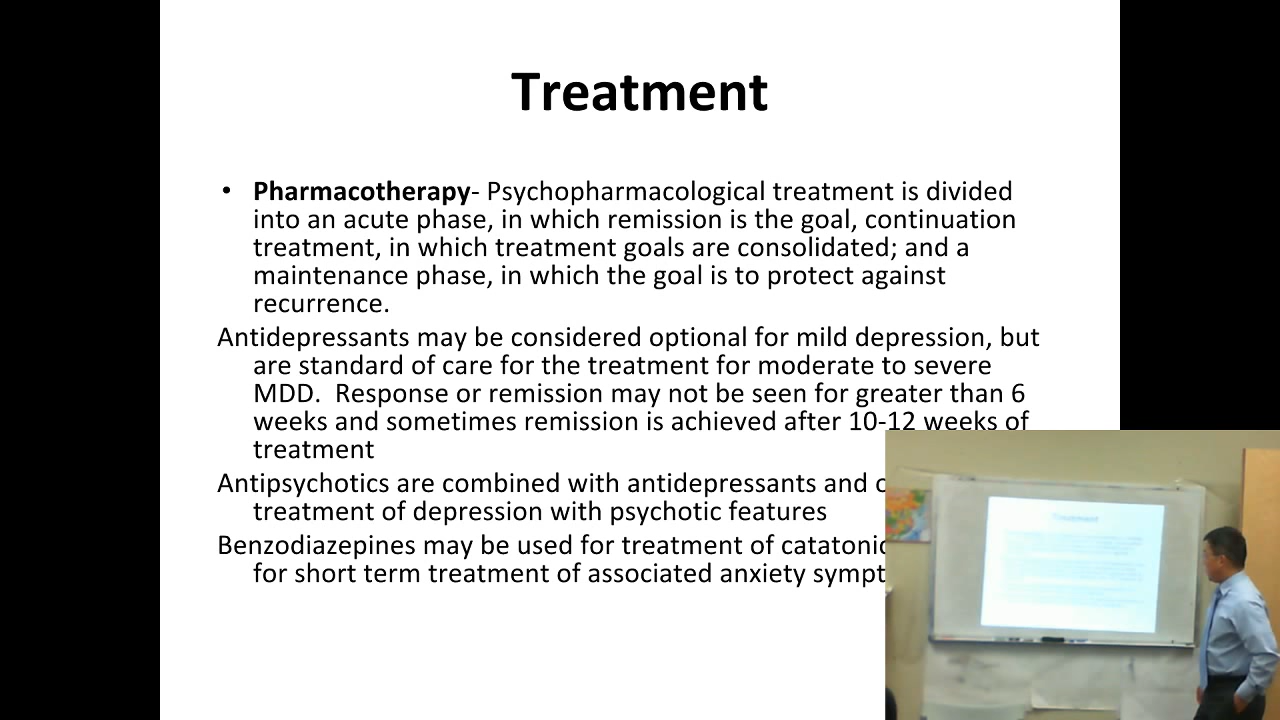 Treatment
• Pharmacotherapy- Psychopharmacological treatment is divided
into an acute phase, in which remission is the goal, continuation
treatment, in which treatment goals are consolidated; and a
maintenance phase, in which the goal is to protect against
recurrence.
Antidepressants may be considered optional for mild depression, but
are standard of care for the treatment for moderate to severe
MDD.  Response or remission may not be seen for greater than 6
weeks and sometimes remission is achieved after 10-12 weeks of
treatment
Antipsychotics are combined with antidepressants and
treatment of depression with psychotic features
Benzodiazepines may be used for treatment of
for short term treatment of associated anxiety
Treatment